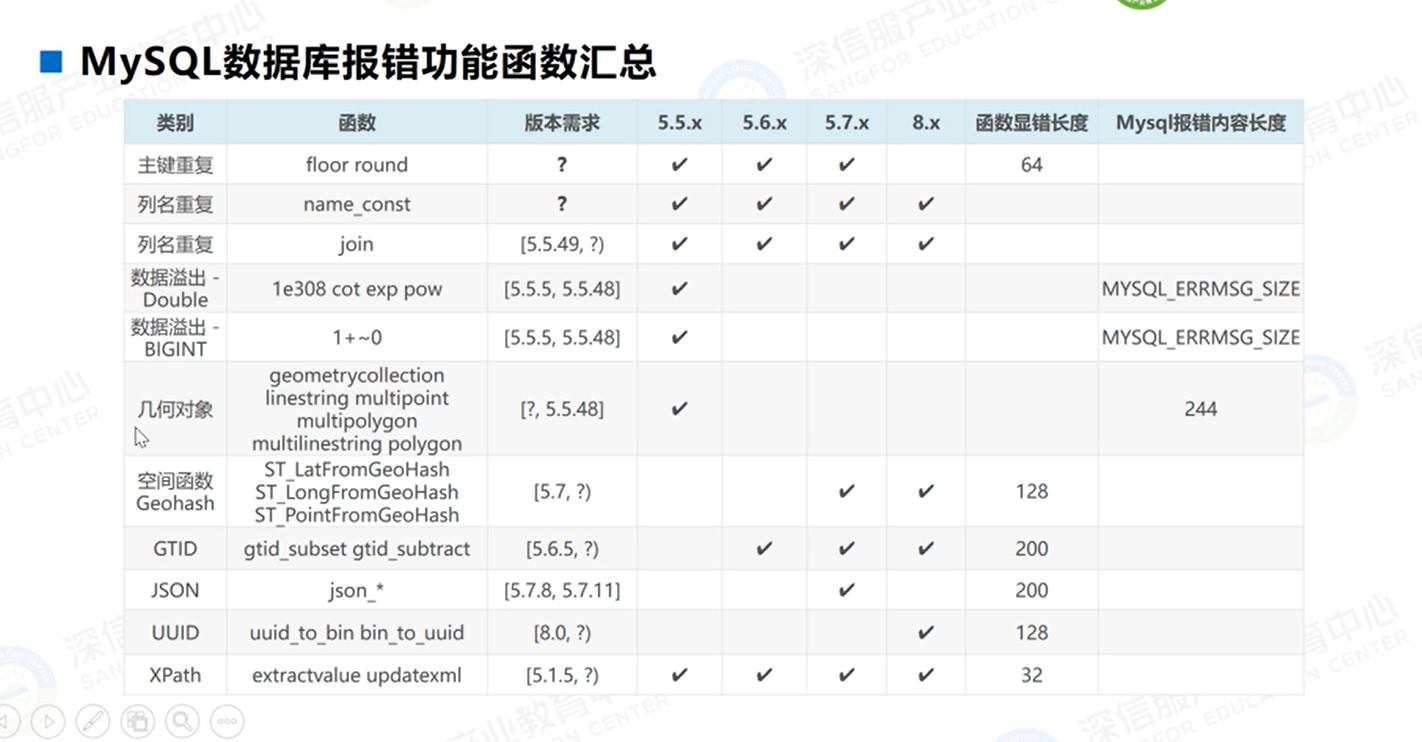 MySQL数据库报错功能函数汇总
类别 函数 版本需求 5.5.x 5.6.x 5.7.x 8.x 函数显错长度 Mysql报错内容长度
主键重复 floor round ? ✔ ✔ ✔ 64
列名重复 name_const ? ✔ ✔ ✔ ✔
列名重复 join [5.5.49, ?) ✔ ✔ ✔ ✔
数据溢出 -
Double 1e308 cot exp pow [5.5.5, 5.5.48] ✔ MYSQL_ERRMSG_SIZE
数据溢出 -
BIGINT 1+~0 [5.5.5, 5.5.48] ✔ MYSQL_ERRMSG_SIZE
几何对象 geometrycollection
linestring multipoint
multipolygon
multilinestring polygon [?, 5.5.48] ✔ 244
空间函数
Geohash ST_LatFromGeoHash
ST_LongFromGeoHash
ST_PointFromGeoHash [5.7, ?) ✔ ✔ 128
GTID gtid_subset gtid_subtract [5.6.5, ?) ✔ ✔ ✔ 200
JSON json_* [5.7.8, 5.7.11] ✔ 200
UUID uuid_to_bin bin_to_uuid [8.0, ?) ✔ 128
XPath extractvalue updatexml [5.1.5, ?) ✔ ✔ ✔ ✔ 32